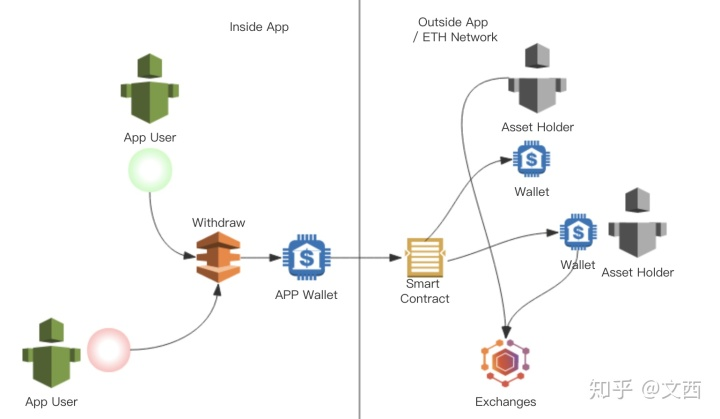 Inside App
Outside App
/ ETH Network
App User
Asset Holder
Wallet
Withdraw
APP Wallet
Smart
Contract
Wallet
Asset Holder
App User
Exchanges
知乎 @文西